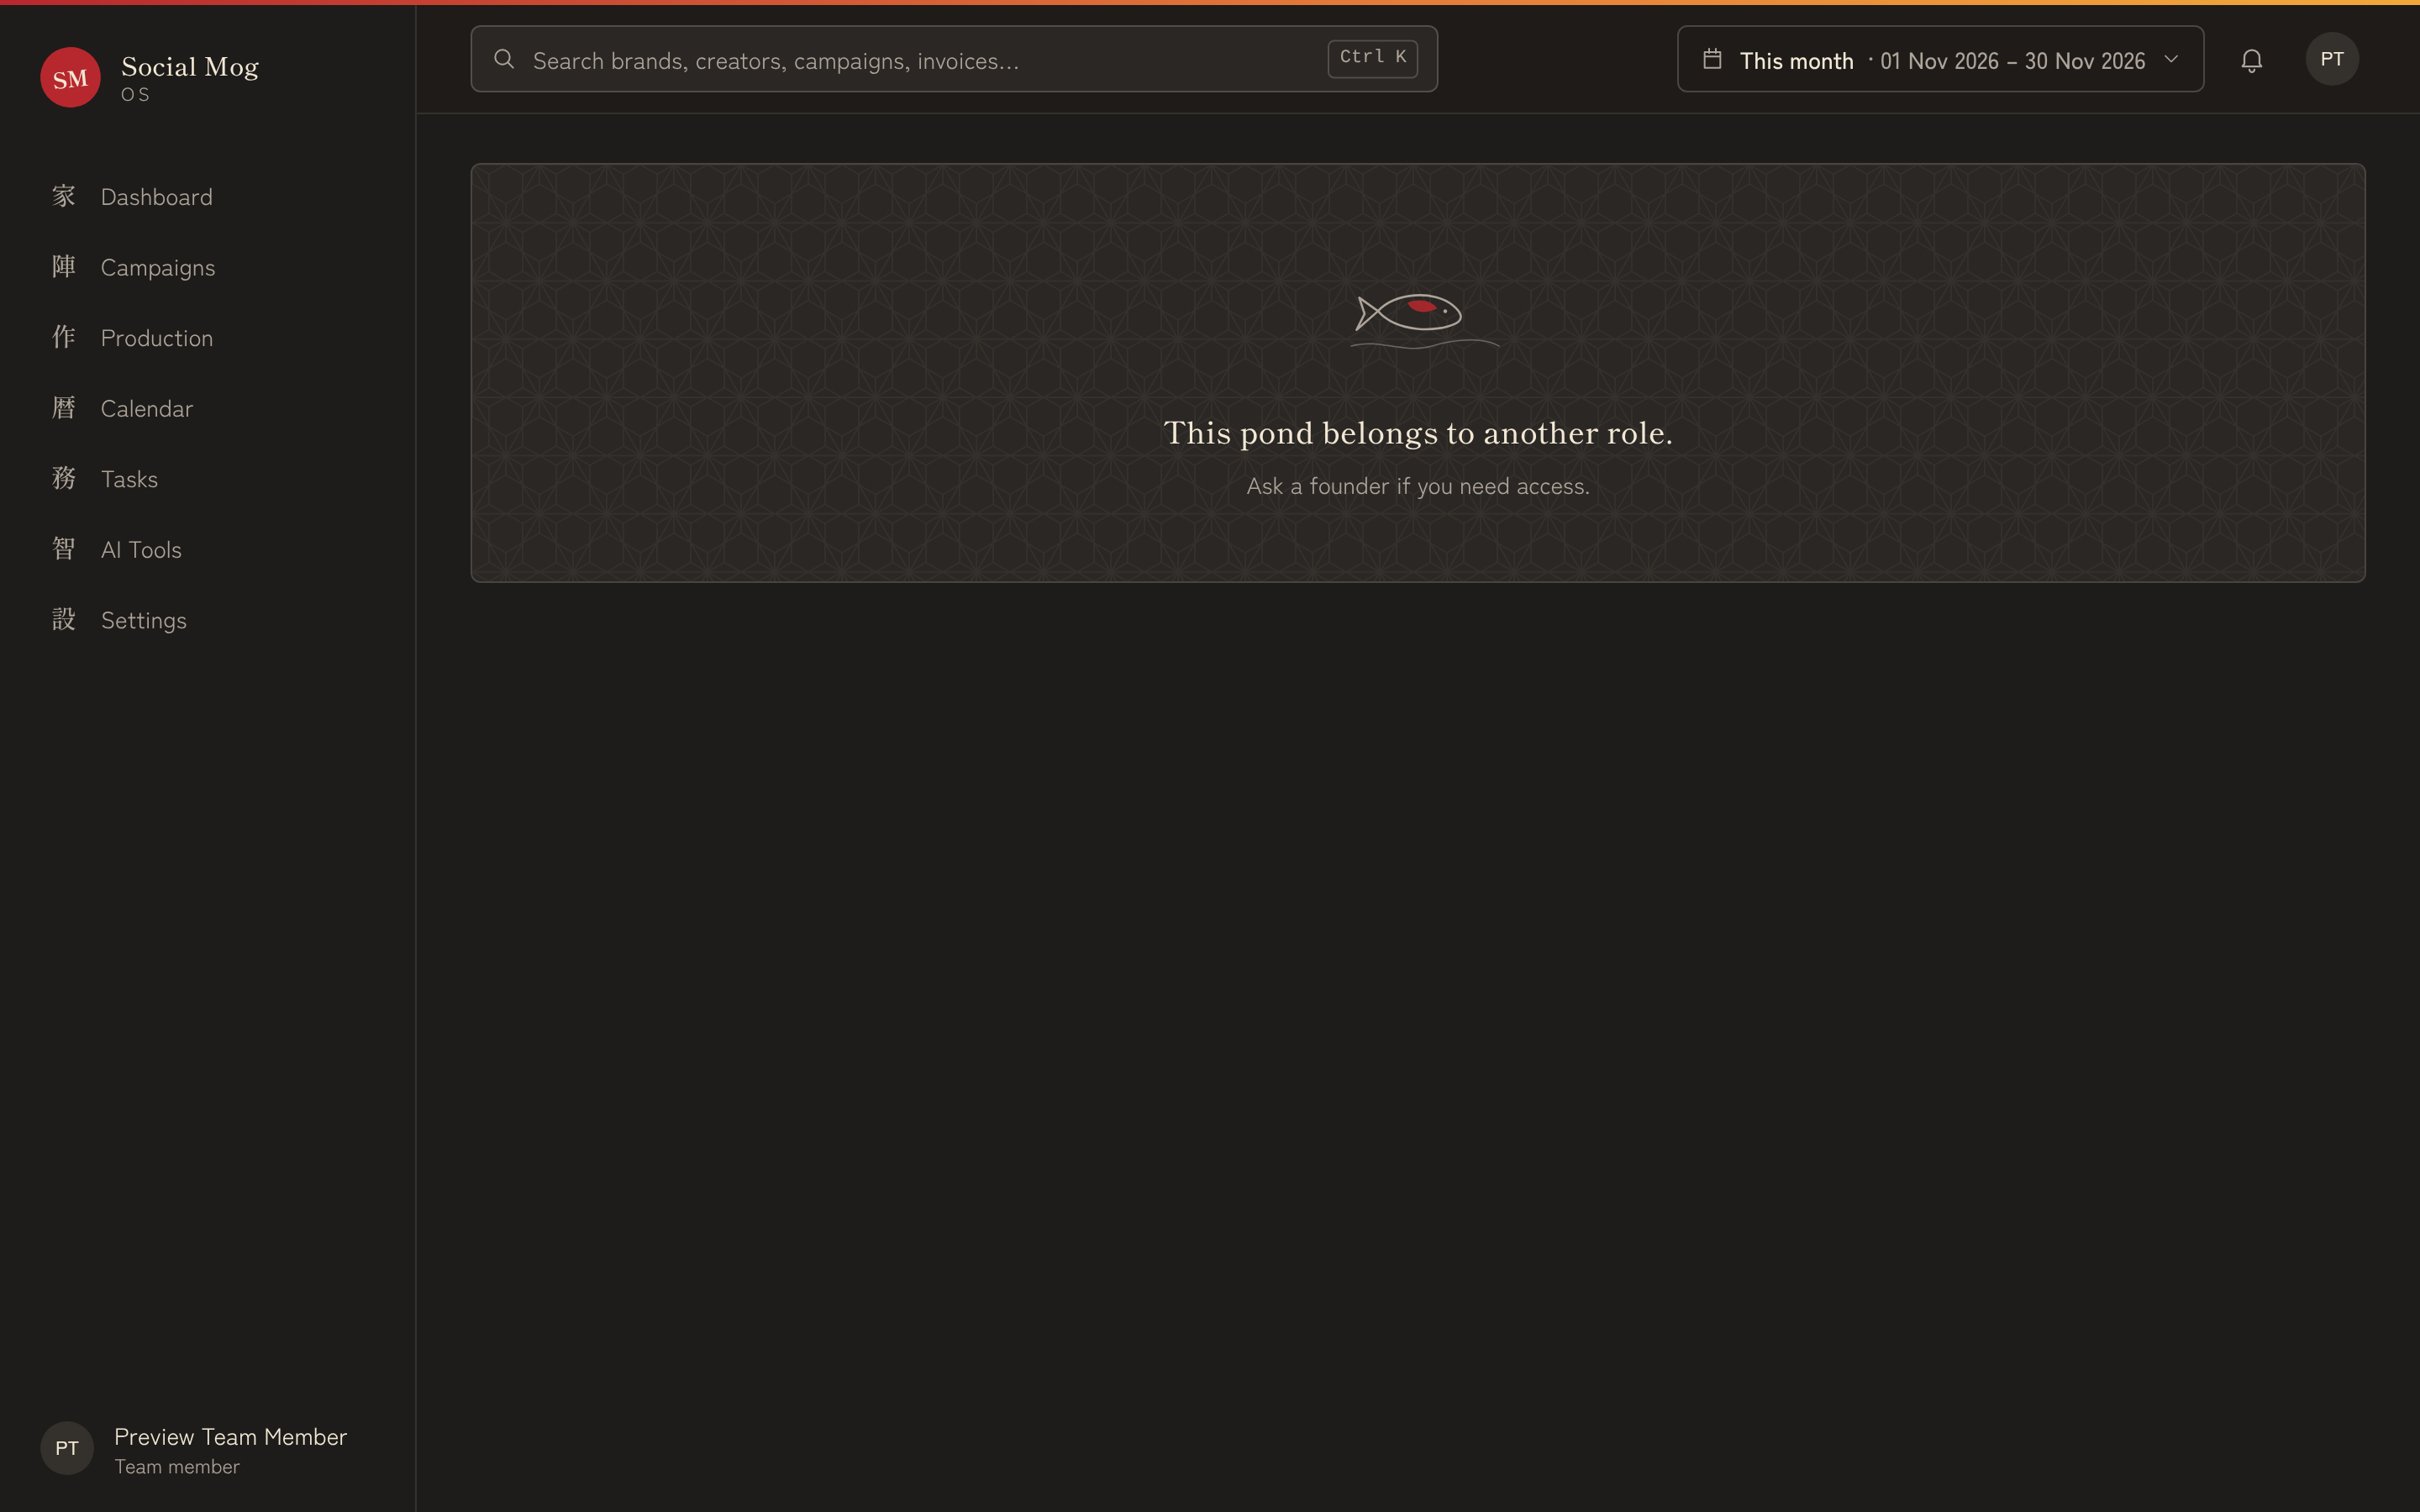 SM
Social Mog
OS
家 Dashboard
陣 Campaigns
作 Production
暦 Calendar
務 Tasks
智 AI Tools
設 Settings
PT
Preview Team Member
Team member
Search brands, creators, campaigns, invoices...
Ctrl K
This month · 01 Nov 2026 – 30 Nov 2026
PT
This pond belongs to another role.
Ask a founder if you need access.